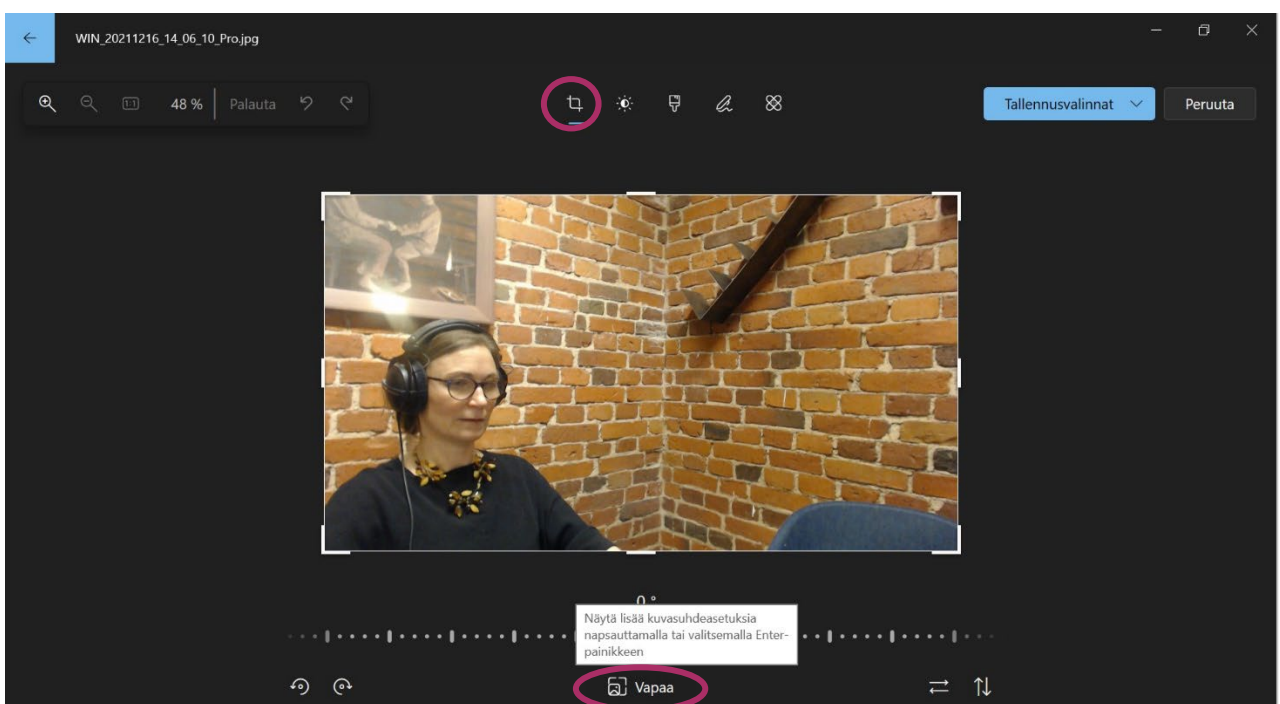 WIN_20211216_14_06_10_Pro.jpg
48 %
Palauta
Tallennusvalinnat
Peruuta
0 °
Näytä lisää kuvasuhdeasetuksia
napsauttamalla tai valitsemalla Enter-
painikkeen
Vapaa